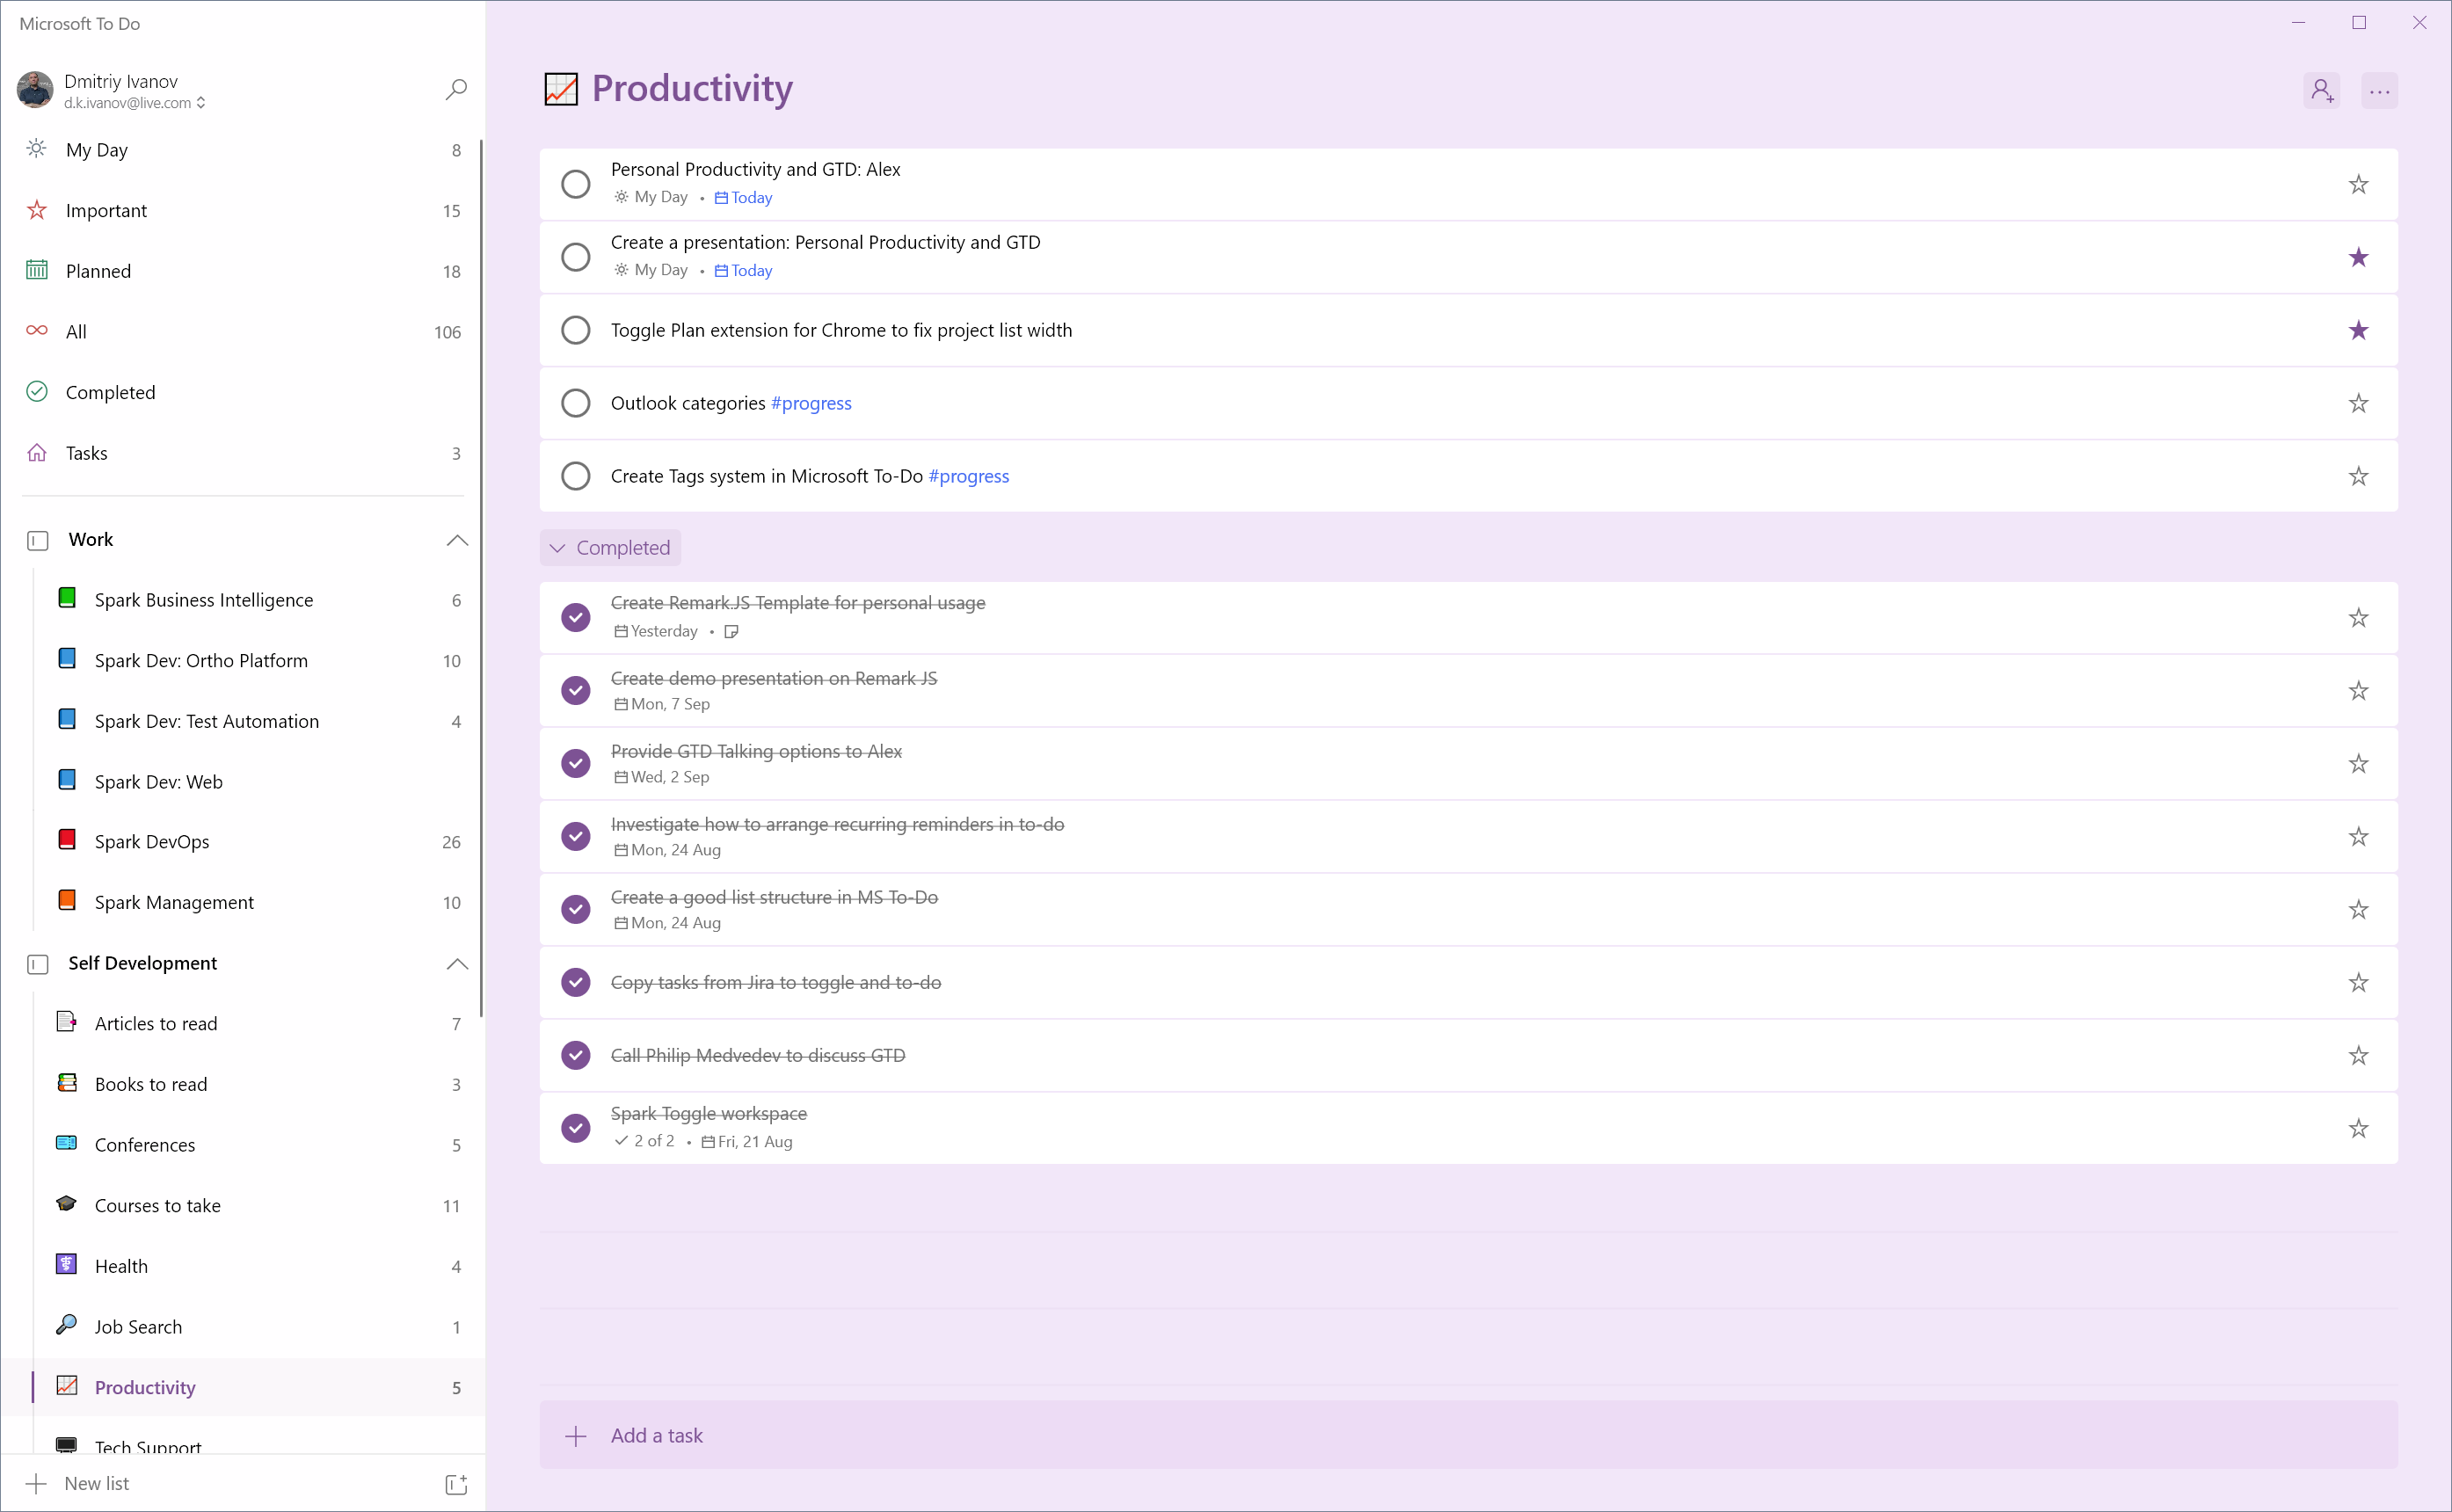 Microsoft To Do
Dmitriy Ivanov
d.k.ivanov@live.com
My Day 8
Important 15
Planned 18
All 106
Completed
Tasks 3
Work
Spark Business Intelligence 6
Spark Dev: Ortho Platform 10
Spark Dev: Test Automation 4
Spark Dev: Web
Spark DevOps 26
Spark Management 10
Self Development
Articles to read 7
Books to read 3
Conferences 5
Courses to take 11
Health 4
Job Search 1
Productivity 5
Tech Support
New list
Productivity
Personal Productivity and GTD: Alex
My Day • Today
Create a presentation: Personal Productivity and GTD
My Day • Today
Toggle Plan extension for Chrome to fix project list width
Outlook categories #progress
Create Tags system in Microsoft To-Do #progress
Completed
Create Remark.JS Template for personal usage
Yesterday •
Create demo presentation on Remark JS
Mon, 7 Sep
Provide GTD Talking options to Alex
Wed, 2 Sep
Investigate how to arrange recurring reminders in to-do
Mon, 24 Aug
Create a good list structure in MS To-Do
Mon, 24 Aug
Copy tasks from Jira to toggle and to-do
Call Philip Medvedev to discuss GTD
Spark Toggle workspace
2 of 2 • Fri, 21 Aug
Add a task